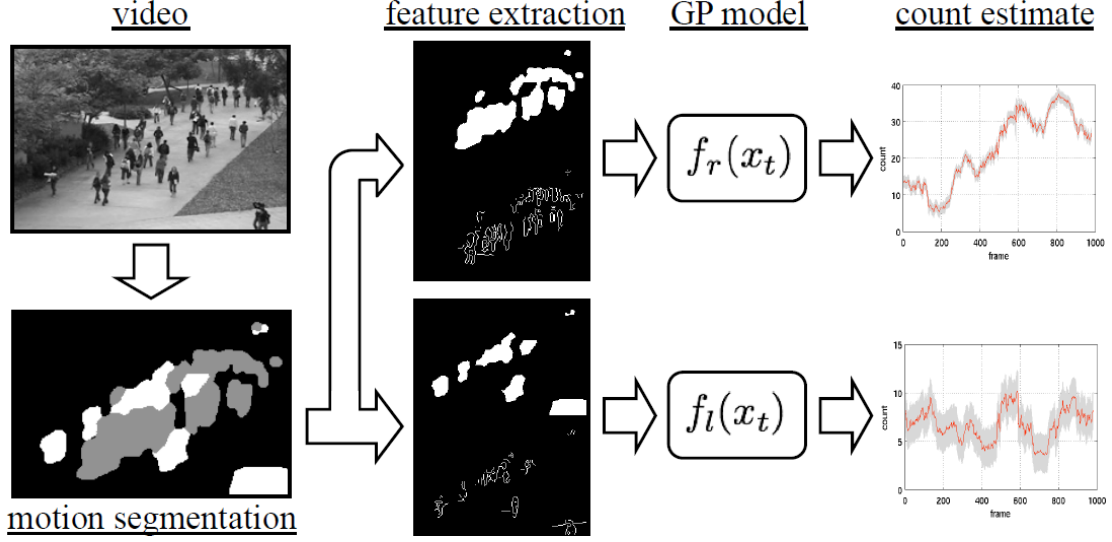 video
feature extraction
GP model
count estimate
f_r(x_t)
count
40
30
20
10
0
0 200 400 600 800 1000
frame
motion segmentation
f_l(x_t)
count
15
10
5
0
0 200 400 600 800 1000
frame